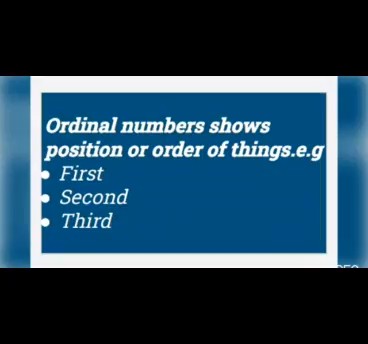 Ordinal numbers shows
position or order of things.e.g
• First
• Second
• Third